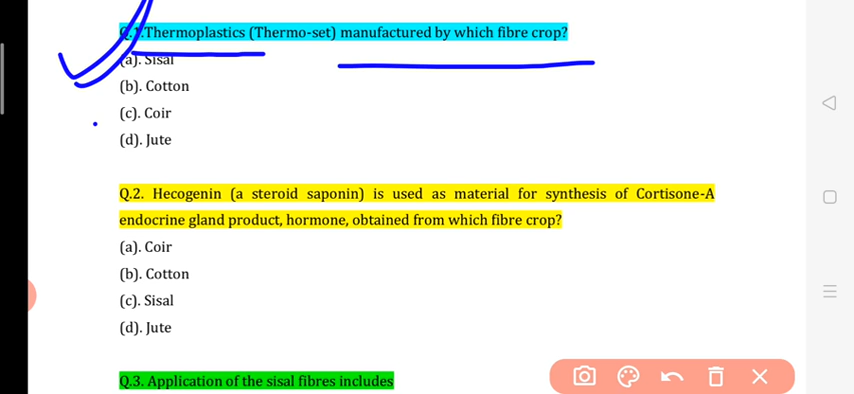 Q.1.Thermoplastics (Thermo-set) manufactured by which fibre crop?
(a). Sisal
(b). Cotton
(c). Coir
(d). Jute
Q.2. Hecogenin (a steroid saponin) is used as material for synthesis of Cortisone-A
endocrine gland product, hormone, obtained from which fibre crop?
(a). Coir
(b). Cotton
(c). Sisal
(d). Jute
Q.3. Application of the sisal fibres includes